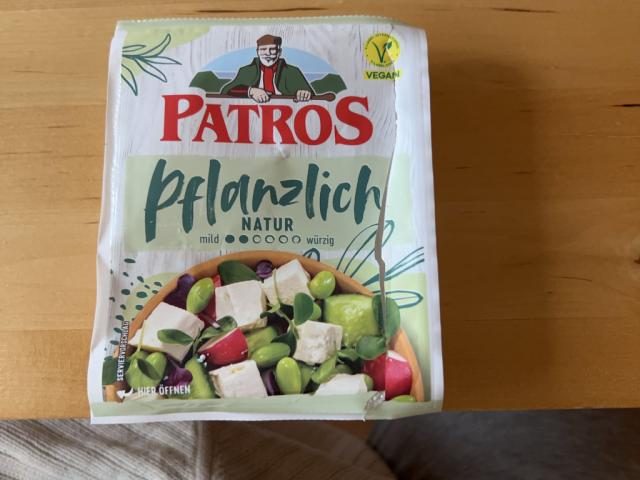 VEGAN
PATROS
Pflanzlich
NATUR
mild würzig
SERVIERVORSCHLAG
HIER ÖFFNEN